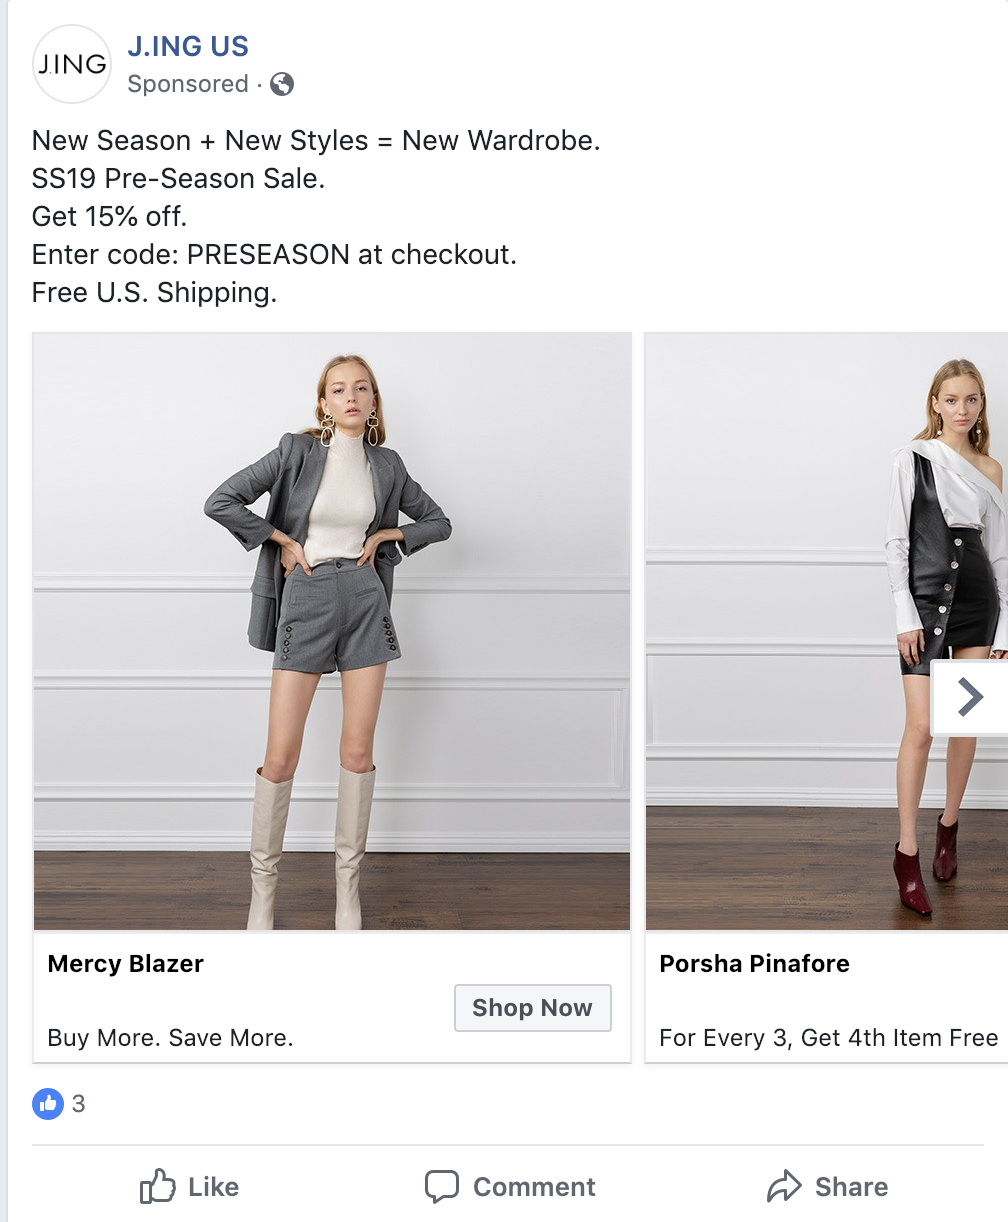 J.ING
J.ING US
Sponsored ·
New Season + New Styles = New Wardrobe.
SS19 Pre-Season Sale.
Get 15% off.
Enter code: PRESEASON at checkout.
Free U.S. Shipping.
Mercy Blazer
Shop Now
Buy More. Save More.
Porsha Pinafore
For Every 3, Get 4th Item Free
3
Like
Comment
Share